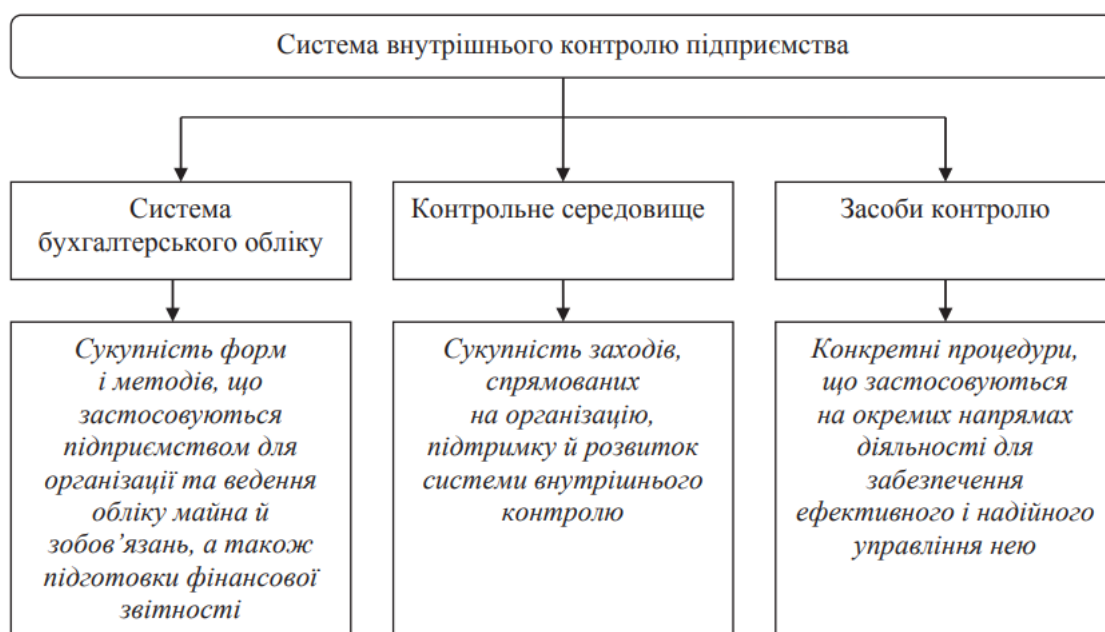 Система внутрішнього контролю підприємства
Система
бухгалтерського обліку
Контрольне середовище
Засоби контролю
Сукупність форм
і методів, що
застосовуються
підприємством для
організації та ведення
обліку майна й
зобов’язань, а також
підготовки фінансової
звітності
Сукупність заходів,
спрямованих
на організацію,
підтримку й розвиток
системи внутрішнього
контролю
Конкретні процедури,
що застосовуються
на окремих напрямах
діяльності для
забезпечення
ефективного і надійного
управління нею